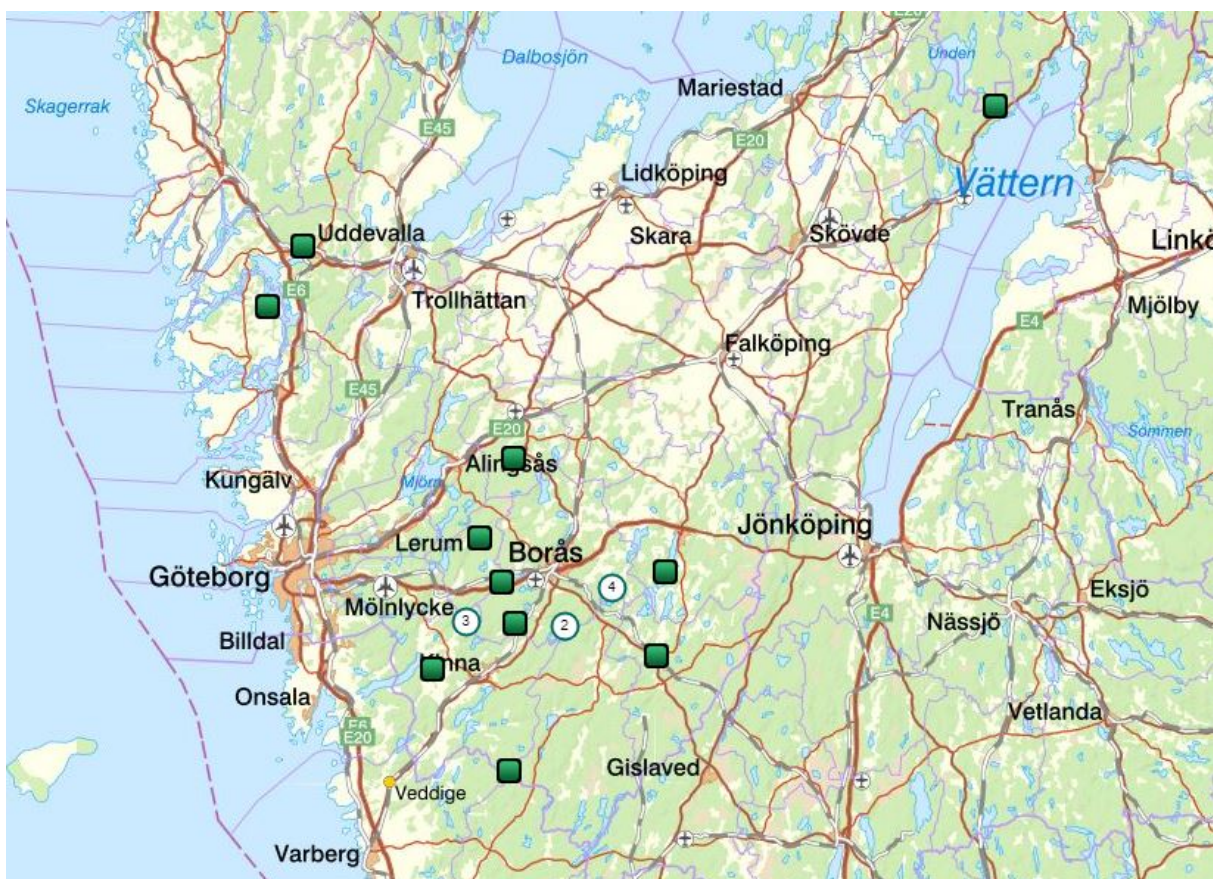 E20
Dalbosjön
Unden
Skagerrak
Mariestad
E45
E20
Lidköping
Vättern
Uddevalla
Skara
Skövde
Linkö
E6
Trollhättan
Mjölby
E4
Falköping
E45
Tranås
E20
Sommen
Alingsås
Kungälv
Mjörn
Jönköping
Lerum
Borås
Göteborg
4
Eksjö
Mölnlycke
3
2
E4
Nässjö
Billdal
Kinna
Onsala
Vetlanda
E6
E20
Gislaved
Veddige
Varberg